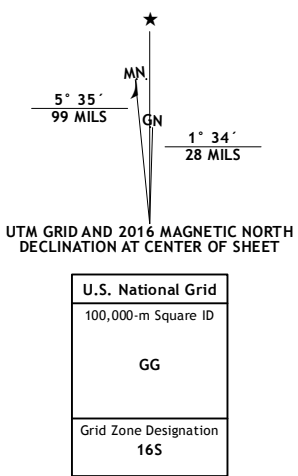 MN
GN
5° 35´
99 MILS
1° 34´
28 MILS
UTM GRID AND 2016 MAGNETIC NORTH
DECLINATION AT CENTER OF SHEET
U.S. National Grid
100,000-m Square ID
GG
Grid Zone Designation
16S